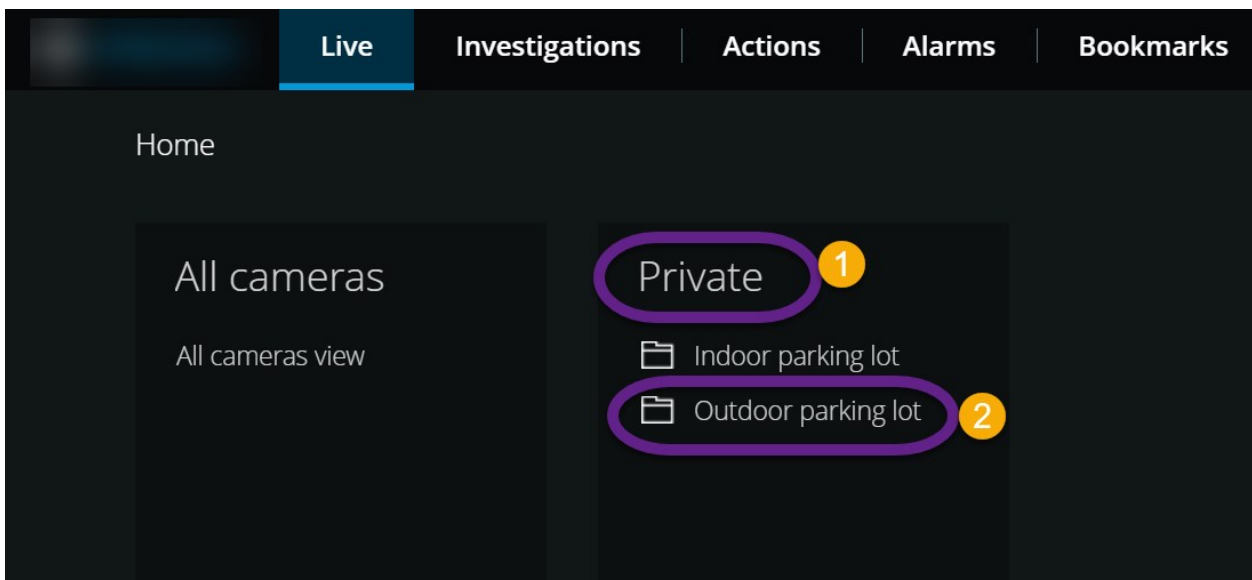 Live Investigations Actions Alarms Bookmarks
Home
All cameras
All cameras view
Private 1
Indoor parking lot
Outdoor parking lot 2